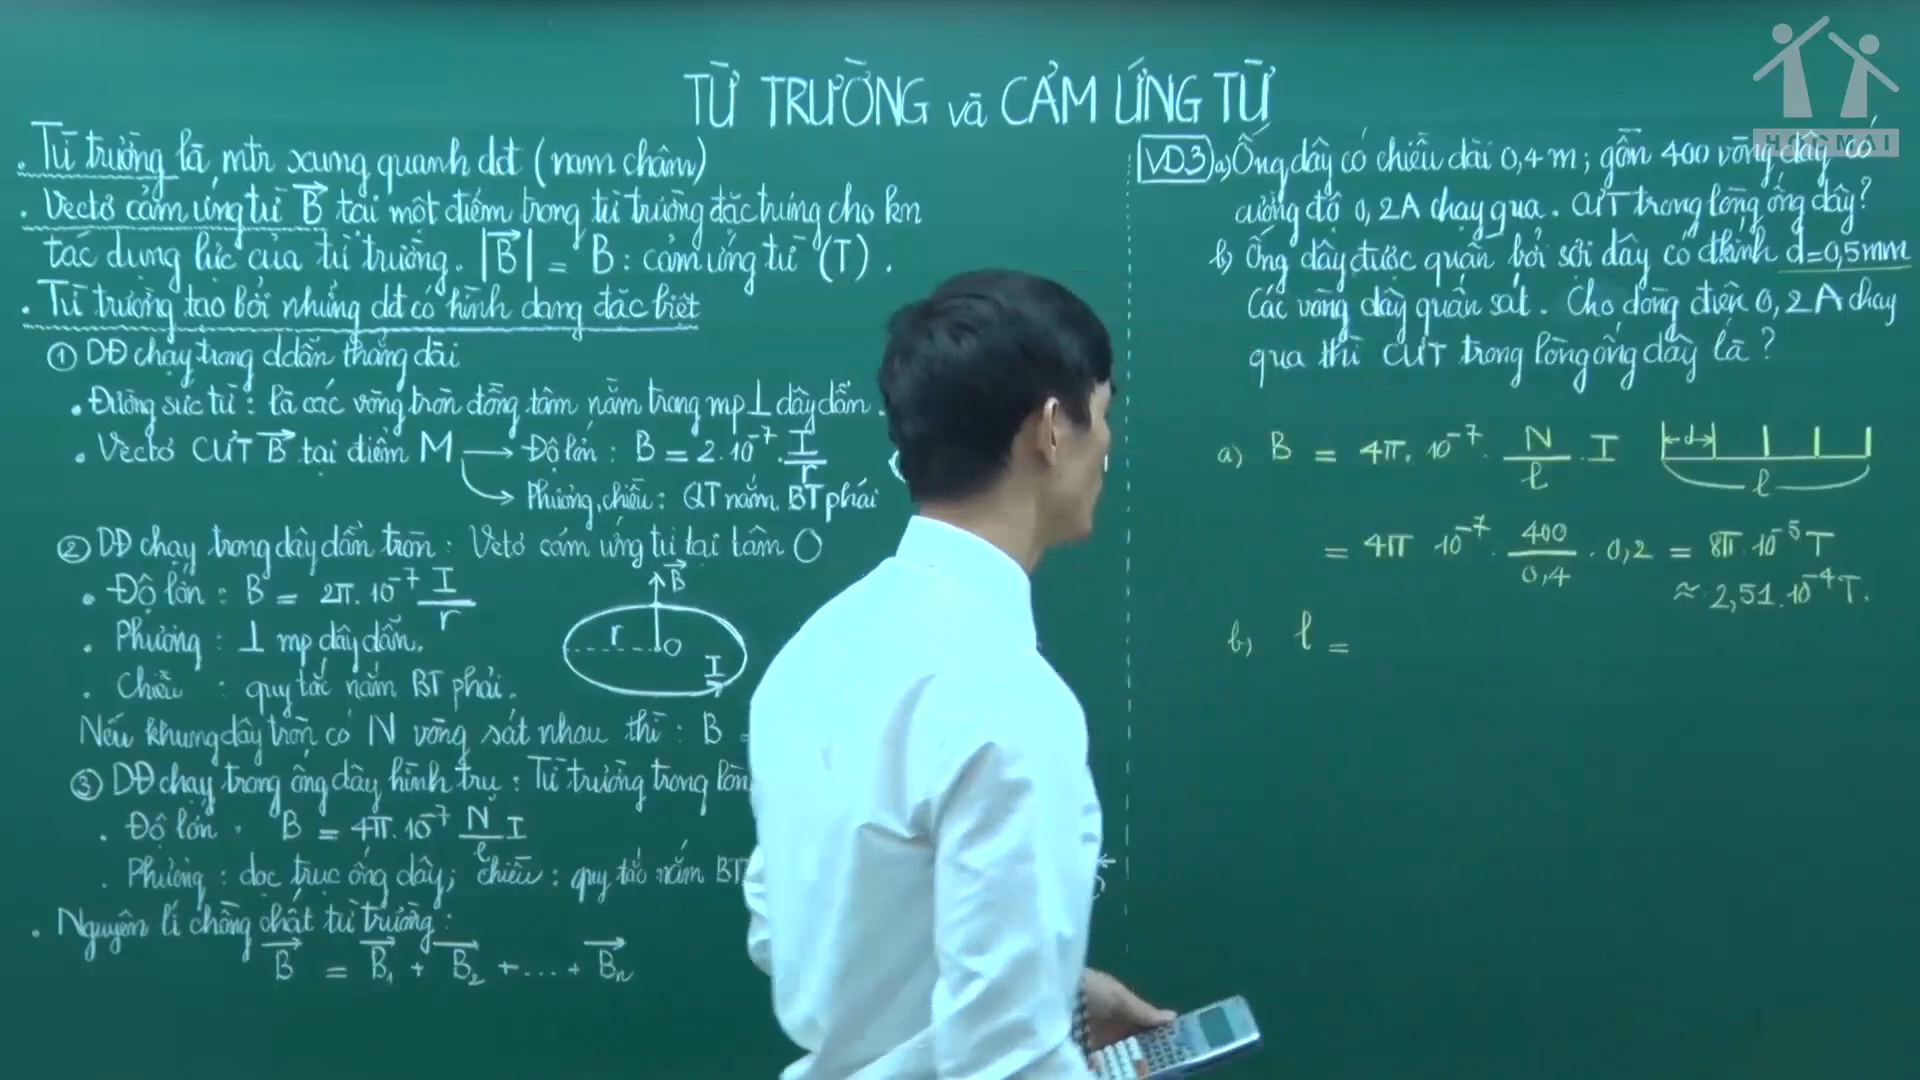 TỪ TRƯỜNG và CẢM ỨNG TỪ
HOCMAI
. Từ trường là mtr xung quanh dđ (nam châm)
. Vectơ cảm ứng từ B⃗ tại một điểm trong từ trường đặc trưng cho kn
tác dụng lực của từ trường. |B⃗| = B : cảm ứng từ (T) .
. Từ trường tạo bởi những dđ có hình dạng đặc biệt
① DĐ chạy trong ddẫn thẳng dài
. Đường sức từ : là các vòng tròn đồng tâm nằm trong mp ⊥ dây dẫn .
. Vectơ CƯT B⃗ tại điểm M → Độ lớn : B = 2.10⁻⁷. I/r
→ Phương, chiều : QT nắm BT phải
② DĐ chạy trong dây dẫn tròn : Vectơ cảm ứng từ tại tâm O
. Độ lớn : B = 2π.10⁻⁷ I/r
. Phương : ⊥ mp dây dẫn.
. Chiều : quy tắc nắm BT phải.
B⃗
r O
I
Nếu khung dây tròn có N vòng sát nhau thì : B =
③ DĐ chạy trong ống dây hình trụ : Từ trường trong
. Độ lớn . B = 4π.10⁻⁷ N/l I
. Phương : dọc trục ống dây ; chiều : quy tắc nắm BT
. Nguyên lí chồng chất từ trường :
B⃗ = B⃗₁ + B⃗₂ + ... + B⃗n
VD3 a) Ống dây có chiều dài 0,4 m ; gồm 400 vòng dây có
cường độ 0,2A chạy qua . CƯT trong lòng ống dây ?
b) Ống dây được quấn bởi sợi dây có đkính d = 0,5mm
Các vòng dây quấn sát . Cho dòng điện 0,2A chạy
qua thì CƯT trong lòng ống dây là ?
a) B = 4π. 10⁻⁷. N/l . I
d
l
= 4π 10⁻⁷. 400/0,4 . 0,2 = 8π.10⁻⁵ T
≈ 2,51.10⁻⁴ T.
b) l =